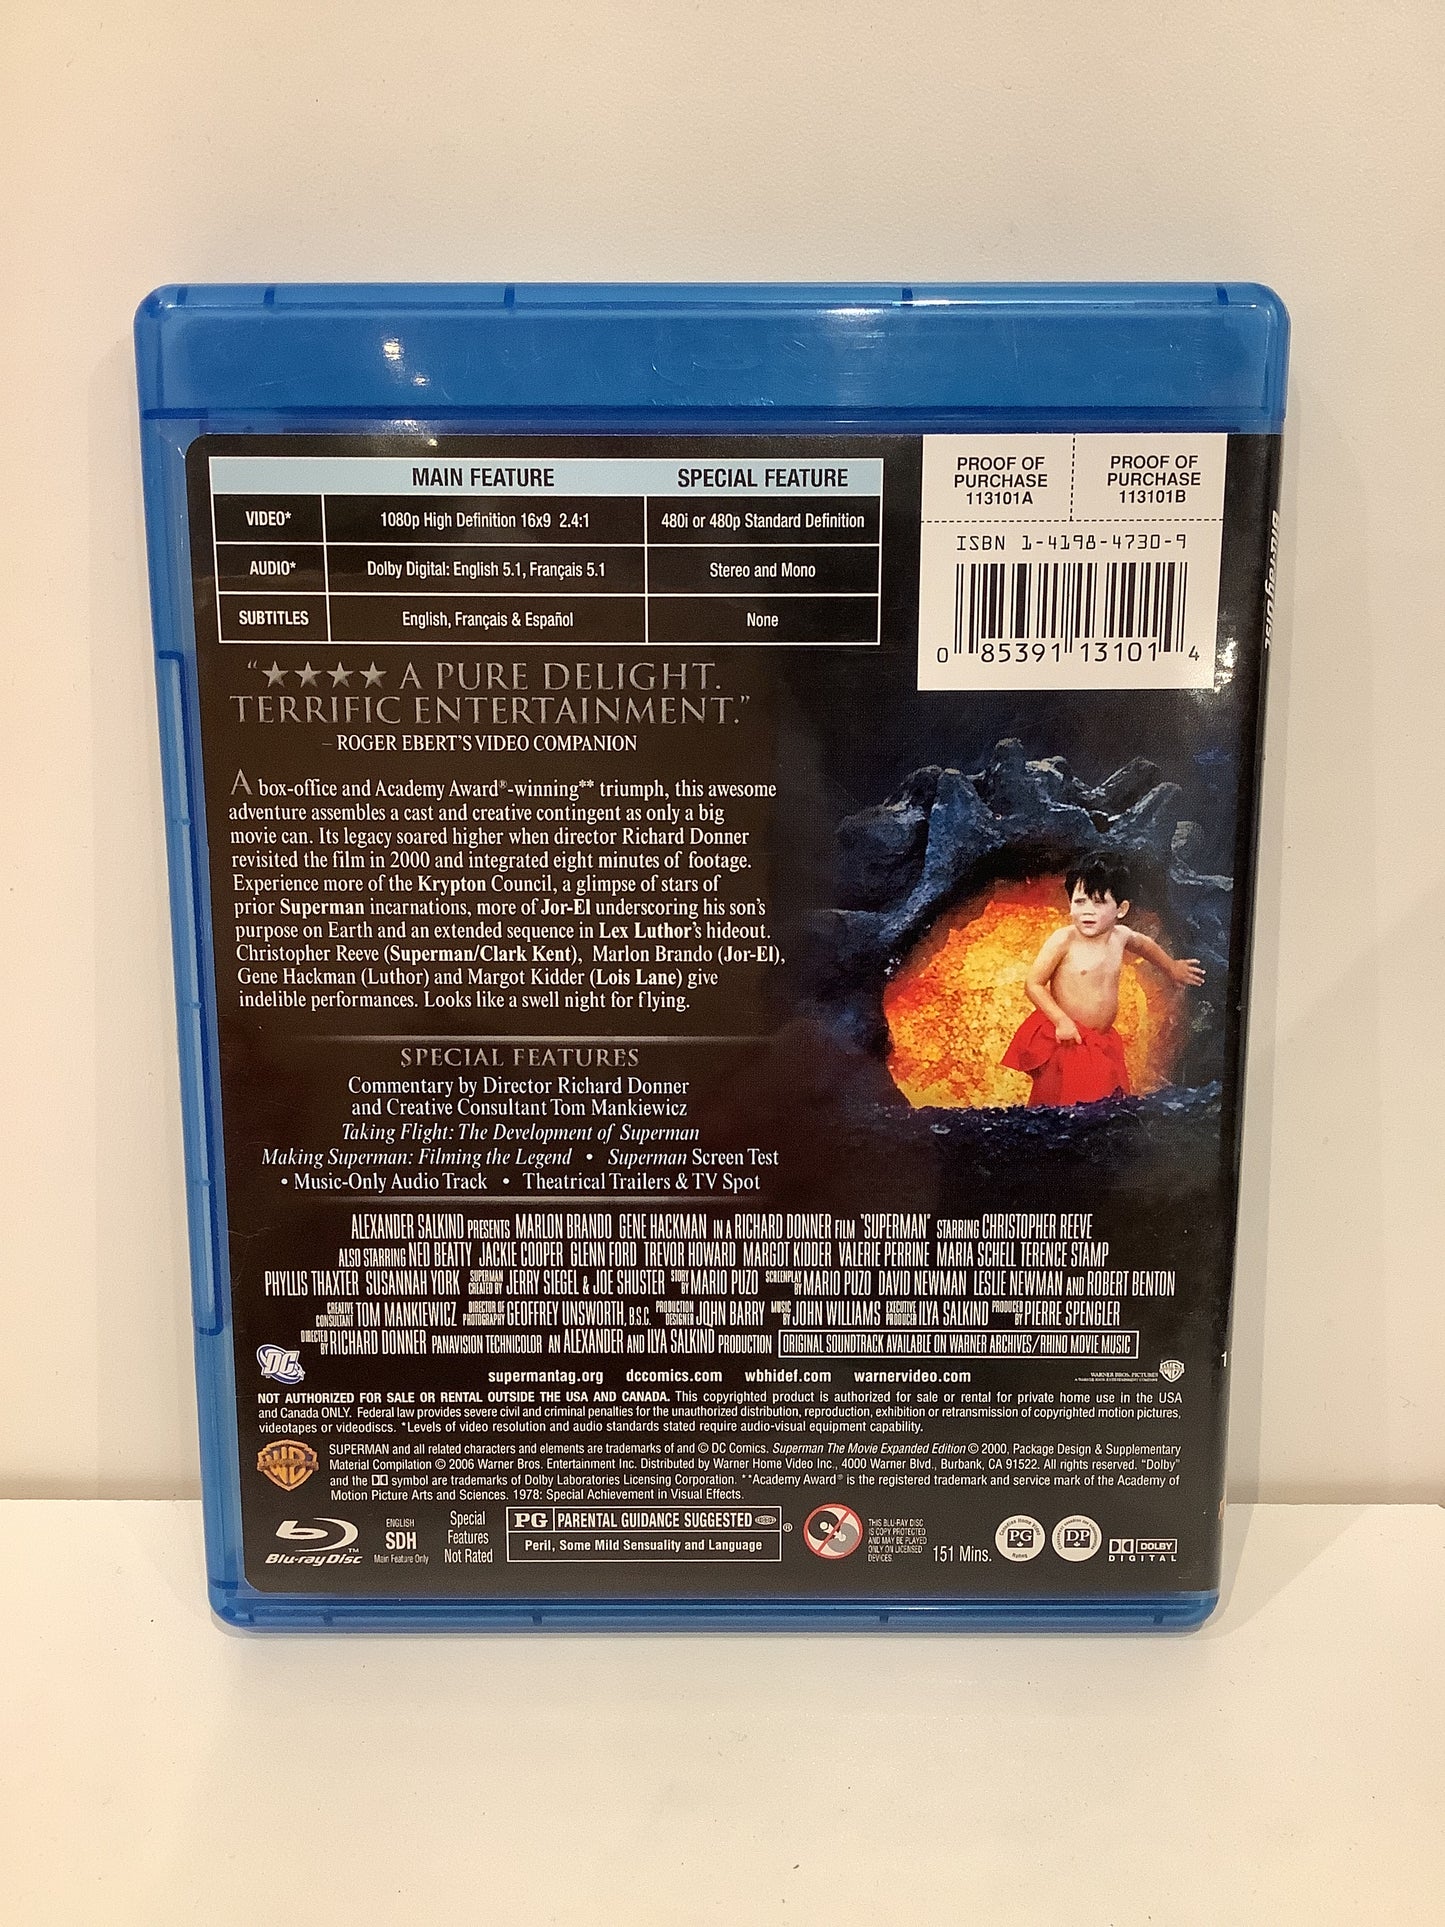 MAIN FEATURE SPECIAL FEATURE
VIDEO* 1080p High Definition 16x9 2.4:1 480i or 480p Standard Definition
AUDIO* Dolby Digital: English 5.1, Français 5.1 Stereo and Mono
SUBTITLES English, Français & Español None
PROOF OF PURCHASE 113101A
PROOF OF PURCHASE 113101B
ISBN 1-4198-4730-9
0 85391 13101 4
Blu-ray Disc
"★★★★ A PURE DELIGHT.
TERRIFIC ENTERTAINMENT."
– ROGER EBERT'S VIDEO COMPANION
A box-office and Academy Award®-winning** triumph, this awesome
adventure assembles a cast and creative contingent as only a big
movie can. Its legacy soared higher when director Richard Donner
revisited the film in 2000 and integrated eight minutes of footage.
Experience more of the Krypton Council, a glimpse of stars of
prior Superman incarnations, more of Jor-El underscoring his son's
purpose on Earth and an extended sequence in Lex Luthor's hideout.
Christopher Reeve (Superman/Clark Kent), Marlon Brando (Jor-El),
Gene Hackman (Luthor) and Margot Kidder (Lois Lane) give
indelible performances. Looks like a swell night for flying.
SPECIAL FEATURES
Commentary by Director Richard Donner
and Creative Consultant Tom Mankiewicz
Taking Flight: The Development of Superman
Making Superman: Filming the Legend • Superman Screen Test
• Music-Only Audio Track • Theatrical Trailers & TV Spot
ALEXANDER SALKIND PRESENTS MARLON BRANDO GENE HACKMAN IN A RICHARD DONNER FILM "SUPERMAN" STARRING CHRISTOPHER REEVE
ALSO STARRING NED BEATTY JACKIE COOPER GLENN FORD TREVOR HOWARD MARGOT KIDDER VALERIE PERRINE MARIA SCHELL TERENCE STAMP
PHYLLIS THAXTER SUSANNAH YORK SUPERMAN CREATED BY JERRY SIEGEL & JOE SHUSTER STORY BY MARIO PUZO SCREENPLAY BY MARIO PUZO DAVID NEWMAN LESLIE NEWMAN AND ROBERT BENTON
CREATIVE CONSULTANT TOM MANKIEWICZ DIRECTOR OF PHOTOGRAPHY GEOFFREY UNSWORTH, B.S.C. PRODUCTION DESIGNER JOHN BARRY MUSIC BY JOHN WILLIAMS EXECUTIVE PRODUCER ILYA SALKIND PRODUCED BY PIERRE SPENGLER
DIRECTED BY RICHARD DONNER PANAVISION TECHNICOLOR AN ALEXANDER AND ILYA SALKIND PRODUCTION ORIGINAL SOUNDTRACK AVAILABLE ON WARNER ARCHIVES/RHINO MOVIE MUSIC
DC
supermantag.org dccomics.com wbhidef.com warnervideo.com
WARNER BROS. PICTURES
NOT AUTHORIZED FOR SALE OR RENTAL OUTSIDE THE USA AND CANADA. This copyrighted product is authorized for sale or rental for private home use in the USA
and Canada ONLY. Federal law provides severe civil and criminal penalties for the unauthorized distribution, reproduction, exhibition or retransmission of copyrighted motion pictures,
videotapes or videodiscs. *Levels of video resolution and audio standards stated require audio-visual equipment capability.
SUPERMAN and all related characters and elements are trademarks of and © DC Comics. Superman The Movie Expanded Edition © 2000, Package Design & Supplementary
Material Compilation © 2006 Warner Bros. Entertainment Inc. Distributed by Warner Home Video Inc., 4000 Warner Blvd., Burbank, CA 91522. All rights reserved. "Dolby"
and the DD symbol are trademarks of Dolby Laboratories Licensing Corporation. **Academy Award® is the registered trademark and service mark of the Academy of
Motion Picture Arts and Sciences. 1978: Special Achievement in Visual Effects.
Blu-ray Disc™
ENGLISH
SDH
Main Feature Only
Special
Features
Not Rated
PG PARENTAL GUIDANCE SUGGESTED ®
Peril, Some Mild Sensuality and Language
THIS BLU-RAY DISC
IS COPY PROTECTED
AND MAY BE PLAYED
ONLY ON LICENSED
DEVICES.
151 Mins.
PG
DP
DOLBY
DIGITAL